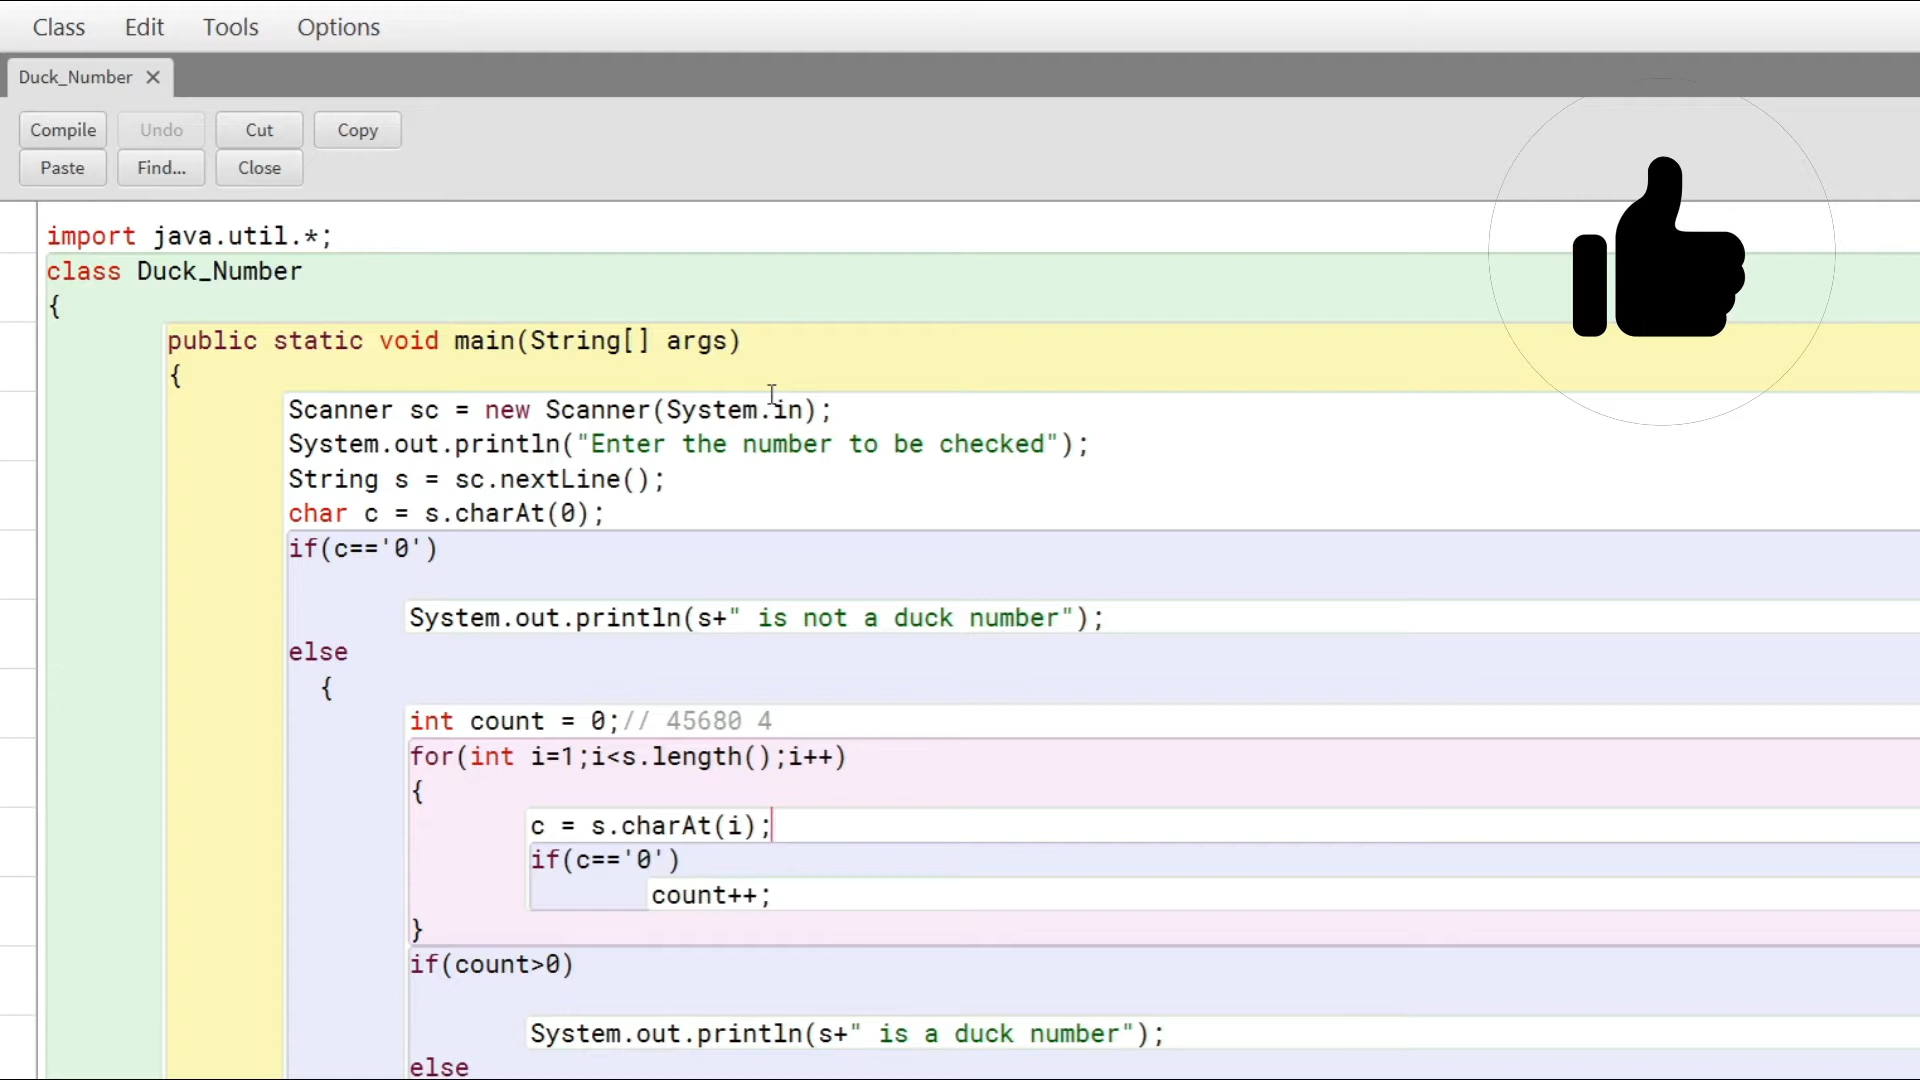 Class Edit Tools Options
Duck_Number ✕
Compile Undo Cut Copy
Paste Find... Close
import java.util.*;
class Duck_Number
{
public static void main(String[] args)
{
Scanner sc = new Scanner(System.in);
System.out.println("Enter the number to be checked");
String s = sc.nextLine();
char c = s.charAt(0);
if(c=='0')
System.out.println(s+" is not a duck number");
else
{
int count = 0;// 45680 4
for(int i=1;i<s.length();i++)
{
c = s.charAt(i);
if(c=='0')
count++;
}
if(count>0)
System.out.println(s+" is a duck number");
else